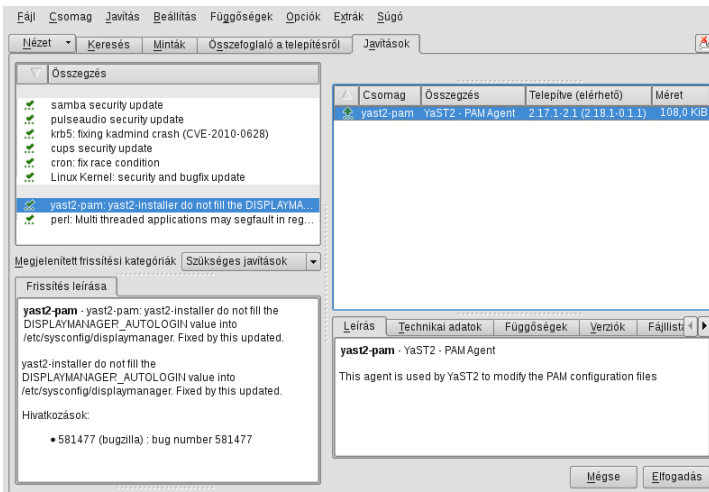 Fájl Csomag Javítás Beállítás Függőségek Opciók Extrák Súgó
Nézet Keresés Minták Összefoglaló a telepítésről Javítások
Összegzés
samba security update
pulseaudio security update
krb5: fixing kadmind crash (CVE-2010-0628)
cups security update
cron: fix race condition
Linux Kernel: security and bugfix update
yast2-pam: yast2-installer do not fill the DISPLAYMA...
perl: Multi threaded applications may segfault in reg...
Megjelenített frissítési kategóriák Szükséges javítások
Frissítés leírása
yast2-pam - yast2-pam: yast2-installer do not fill the
DISPLAYMANAGER_AUTOLOGIN value into
/etc/sysconfig/displaymanager. Fixed by this updated.
yast2-installer do not fill the
DISPLAYMANAGER_AUTOLOGIN value into
/etc/sysconfig/displaymanager. Fixed by this updated.
Hivatkozások:
• 581477 (bugzilla) : bug number 581477
Csomag Összegzés Telepítve (elérhető) Méret
yast2-pam YaST2 - PAM Agent 2.17.1-2.1 (2.18.1-0.1.1) 108,0 KiB
Leírás Technikai adatok Függőségek Verziók Fájllista
yast2-pam - YaST2 - PAM Agent
This agent is used by YaST2 to modify the PAM configuration files
Mégse Elfogadás